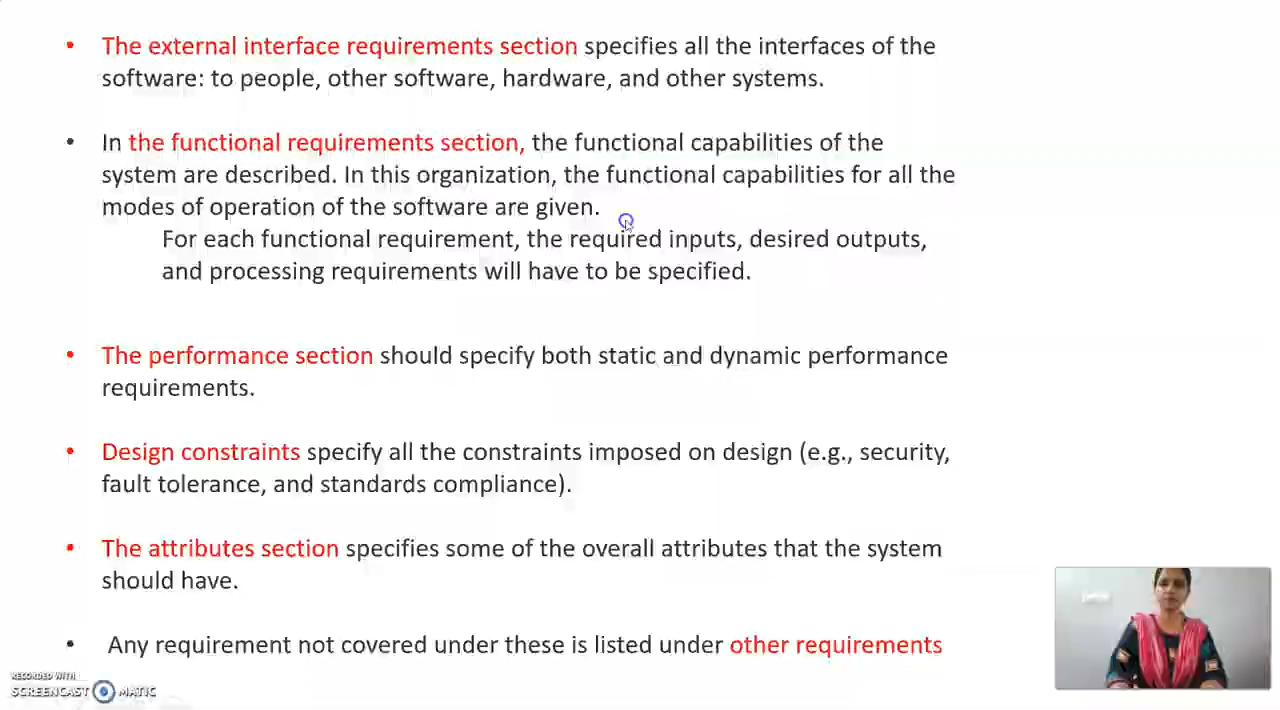 • The external interface requirements section specifies all the interfaces of the
software: to people, other software, hardware, and other systems.
• In the functional requirements section, the functional capabilities of the
system are described. In this organization, the functional capabilities for all the
modes of operation of the software are given.
For each functional requirement, the required inputs, desired outputs,
and processing requirements will have to be specified.
• The performance section should specify both static and dynamic performance
requirements.
• Design constraints specify all the constraints imposed on design (e.g., security,
fault tolerance, and standards compliance).
• The attributes section specifies some of the overall attributes that the system
should have.
• Any requirement not covered under these is listed under other requirements
RECORDED WITH
SCREENCAST MATIC